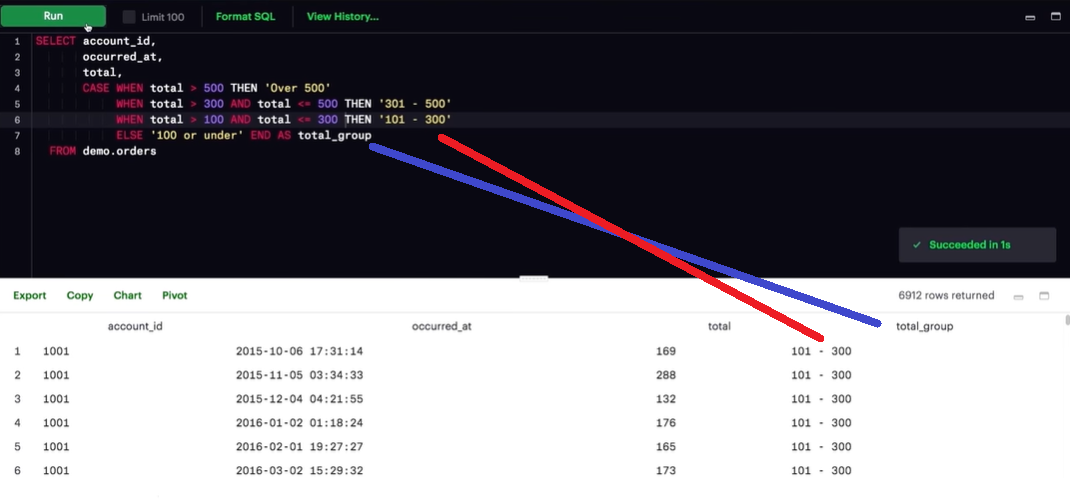 Run Limit 100 Format SQL View History...
1 SELECT account_id,
2 occurred_at,
3 total,
4 CASE WHEN total > 500 THEN 'Over 500'
5 WHEN total > 300 AND total <= 500 THEN '301 - 500'
6 WHEN total > 100 AND total <= 300 THEN '101 - 300'
7 ELSE '100 or under' END AS total_group
8 FROM demo.orders
✓ Succeeded in 1s
Export Copy Chart Pivot 6912 rows returned
account_id occurred_at total total_group
1 1001 2015-10-06 17:31:14 169 101 - 300
2 1001 2015-11-05 03:34:33 288 101 - 300
3 1001 2015-12-04 04:21:55 132 101 - 300
4 1001 2016-01-02 01:18:24 176 101 - 300
5 1001 2016-02-01 19:27:27 165 101 - 300
6 1001 2016-03-02 15:29:32 173 101 - 300